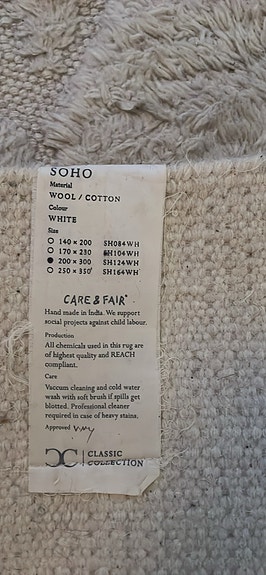 SOHO
Material
WOOL / COTTON
Colour
WHITE
Size
140 × 200 SH084WH
170 × 230 SH104WH
200 × 300 SH124WH
250 × 350 SH164WH
CARE & FAIR®
Hand made in India. We support
social projects against child labour.
Production
All chemicals used in this rug are
of highest quality and REACH
compliant.
Care
Vaccum cleaning and cold water
wash with soft brush if spills get
blotted. Professional cleaner
required in case of heavy stains.
Approved
CC CLASSIC
COLLECTION